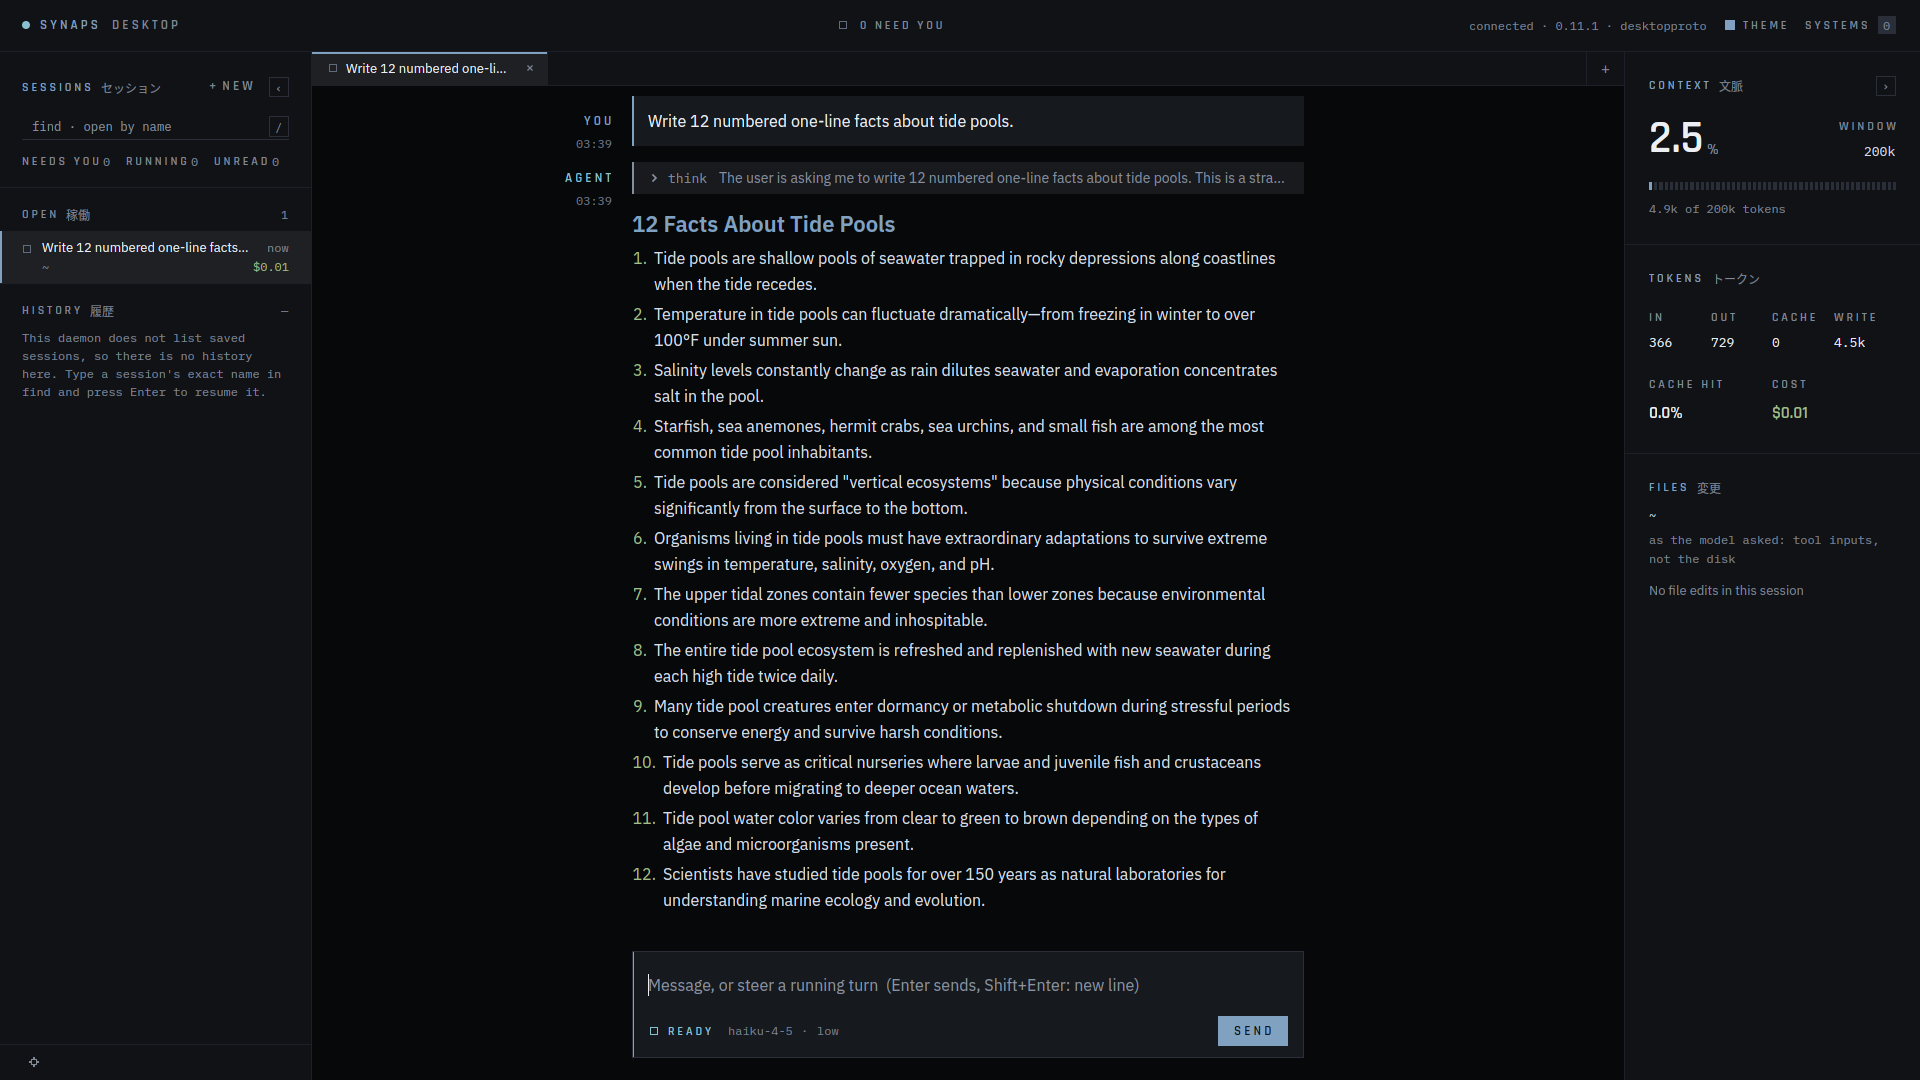 SYNAPS DESKTOP
0 NEED YOU
connected · 0.11.1 · desktopproto
THEME
SYSTEMS 0
SESSIONS セッション
+ NEW
‹
find · open by name
/
NEEDS YOU 0 RUNNING 0 UNREAD 0
OPEN 稼働 1
Write 12 numbered one-line facts... now
~ $0.01
HISTORY 履歴 —
This daemon does not list saved
sessions, so there is no history
here. Type a session's exact name in
find and press Enter to resume it.
Write 12 numbered one-li... ×
+
YOU
03:39
Write 12 numbered one-line facts about tide pools.
AGENT
03:39
› think The user is asking me to write 12 numbered one-line facts about tide pools. This is a stra...
12 Facts About Tide Pools
1. Tide pools are shallow pools of seawater trapped in rocky depressions along coastlines
when the tide recedes.
2. Temperature in tide pools can fluctuate dramatically—from freezing in winter to over
100°F under summer sun.
3. Salinity levels constantly change as rain dilutes seawater and evaporation concentrates
salt in the pool.
4. Starfish, sea anemones, hermit crabs, sea urchins, and small fish are among the most
common tide pool inhabitants.
5. Tide pools are considered "vertical ecosystems" because physical conditions vary
significantly from the surface to the bottom.
6. Organisms living in tide pools must have extraordinary adaptations to survive extreme
swings in temperature, salinity, oxygen, and pH.
7. The upper tidal zones contain fewer species than lower zones because environmental
conditions are more extreme and inhospitable.
8. The entire tide pool ecosystem is refreshed and replenished with new seawater during
each high tide twice daily.
9. Many tide pool creatures enter dormancy or metabolic shutdown during stressful periods
to conserve energy and survive harsh conditions.
10. Tide pools serve as critical nurseries where larvae and juvenile fish and crustaceans
develop before migrating to deeper ocean waters.
11. Tide pool water color varies from clear to green to brown depending on the types of
algae and microorganisms present.
12. Scientists have studied tide pools for over 150 years as natural laboratories for
understanding marine ecology and evolution.
Message, or steer a running turn (Enter sends, Shift+Enter: new line)
READY haiku-4-5 · low
SEND
CONTEXT 文脈
›
2.5 %
WINDOW
200k
4.9k of 200k tokens
TOKENS トークン
IN OUT CACHE WRITE
366 729 0 4.5k
CACHE HIT COST
0.0% $0.01
FILES 変更
~
as the model asked: tool inputs,
not the disk
No file edits in this session